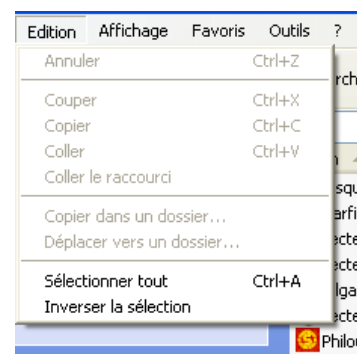 Edition Affichage Favoris Outils ?
Annuler Ctrl+Z
Couper Ctrl+X
Copier Ctrl+C
Coller Ctrl+V
Coller le raccourci
Copier dans un dossier...
Déplacer vers un dossier...
Sélectionner tout Ctrl+A
Inverser la sélection